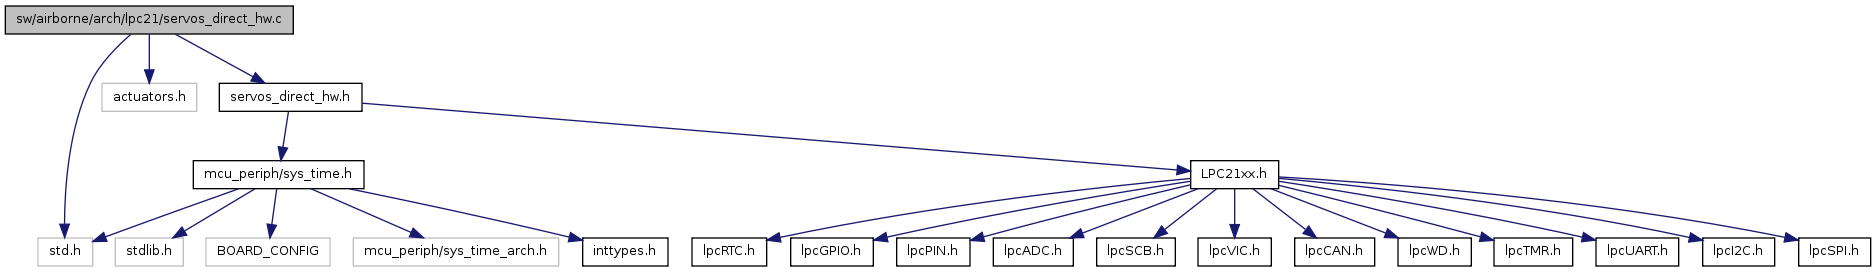 sw/airborne/arch/lpc21/servos_direct_hw.c
actuators.h
servos_direct_hw.h
mcu_periph/sys_time.h
LPC21xx.h
std.h
stdlib.h
BOARD_CONFIG
mcu_periph/sys_time_arch.h
inttypes.h
lpcRTC.h
lpcGPIO.h
lpcPIN.h
lpcADC.h
lpcSCB.h
lpcVIC.h
lpcCAN.h
lpcWD.h
lpcTMR.h
lpcUART.h
lpcI2C.h
lpcSPI.h